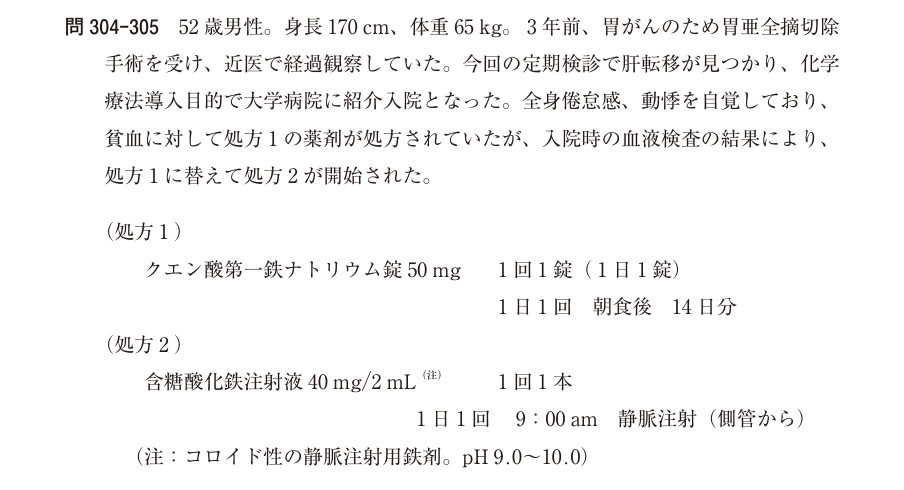 問 304-305　52 歳男性。身長 170 cm、体重 65 kg。３年前、胃がんのため胃亜全摘切除
手術を受け、近医で経過観察していた。今回の定期検診で肝転移が見つかり、化学
療法導入目的で大学病院に紹介入院となった。全身倦怠感、動悸を自覚しており、
貧血に対して処方１の薬剤が処方されていたが、入院時の血液検査の結果により、
処方１に替えて処方２が開始された。
（処方１）
クエン酸第一鉄ナトリウム錠 50 mg　　１回１錠（１日１錠）
１日１回　朝食後　14 日分
（処方２）
含糖酸化鉄注射液 40 mg/2 mL（注）　　１回１本
１日１回　9：00 am　静脈注射（側管から）
（注：コロイド性の静脈注射用鉄剤。pH 9.0～10.0）